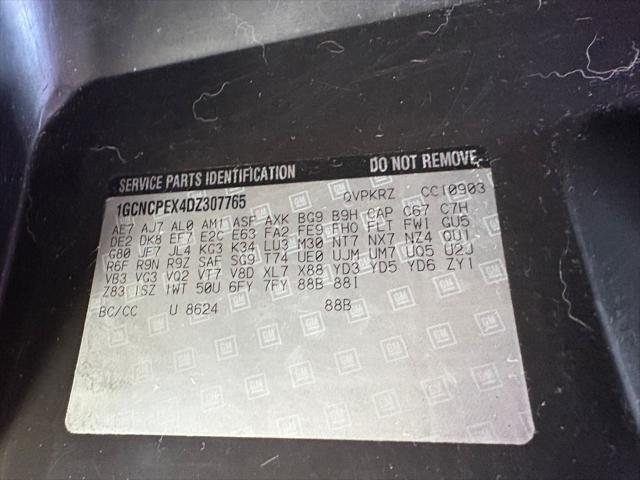 SERVICE PARTS IDENTIFICATION DO NOT REMOVE
1GCNCPEX4DZ307765 QVPKRZ CC10903
AE7 AJ7 AL0 AM1 ASF AXK BG9 B9H CAP C67 C7H
DE2 DK8 EF7 E2C E63 FA2 FE9 FHO FLT FWI GU5
G80 JF7 JL4 KG3 K34 LU3 M30 NT7 NX7 NZ4 QU1
R6F R9N R9Z SAF SG9 T74 UE0 UJM UM7 UQ5 U2J
VB3 VG3 VQ2 VT7 V8D XL7 X88 YD3 YD5 YD6 ZY1
Z83 1SZ 1WT 50U 6FY 7FY 88B 88I
BC/CC U 8624 88B